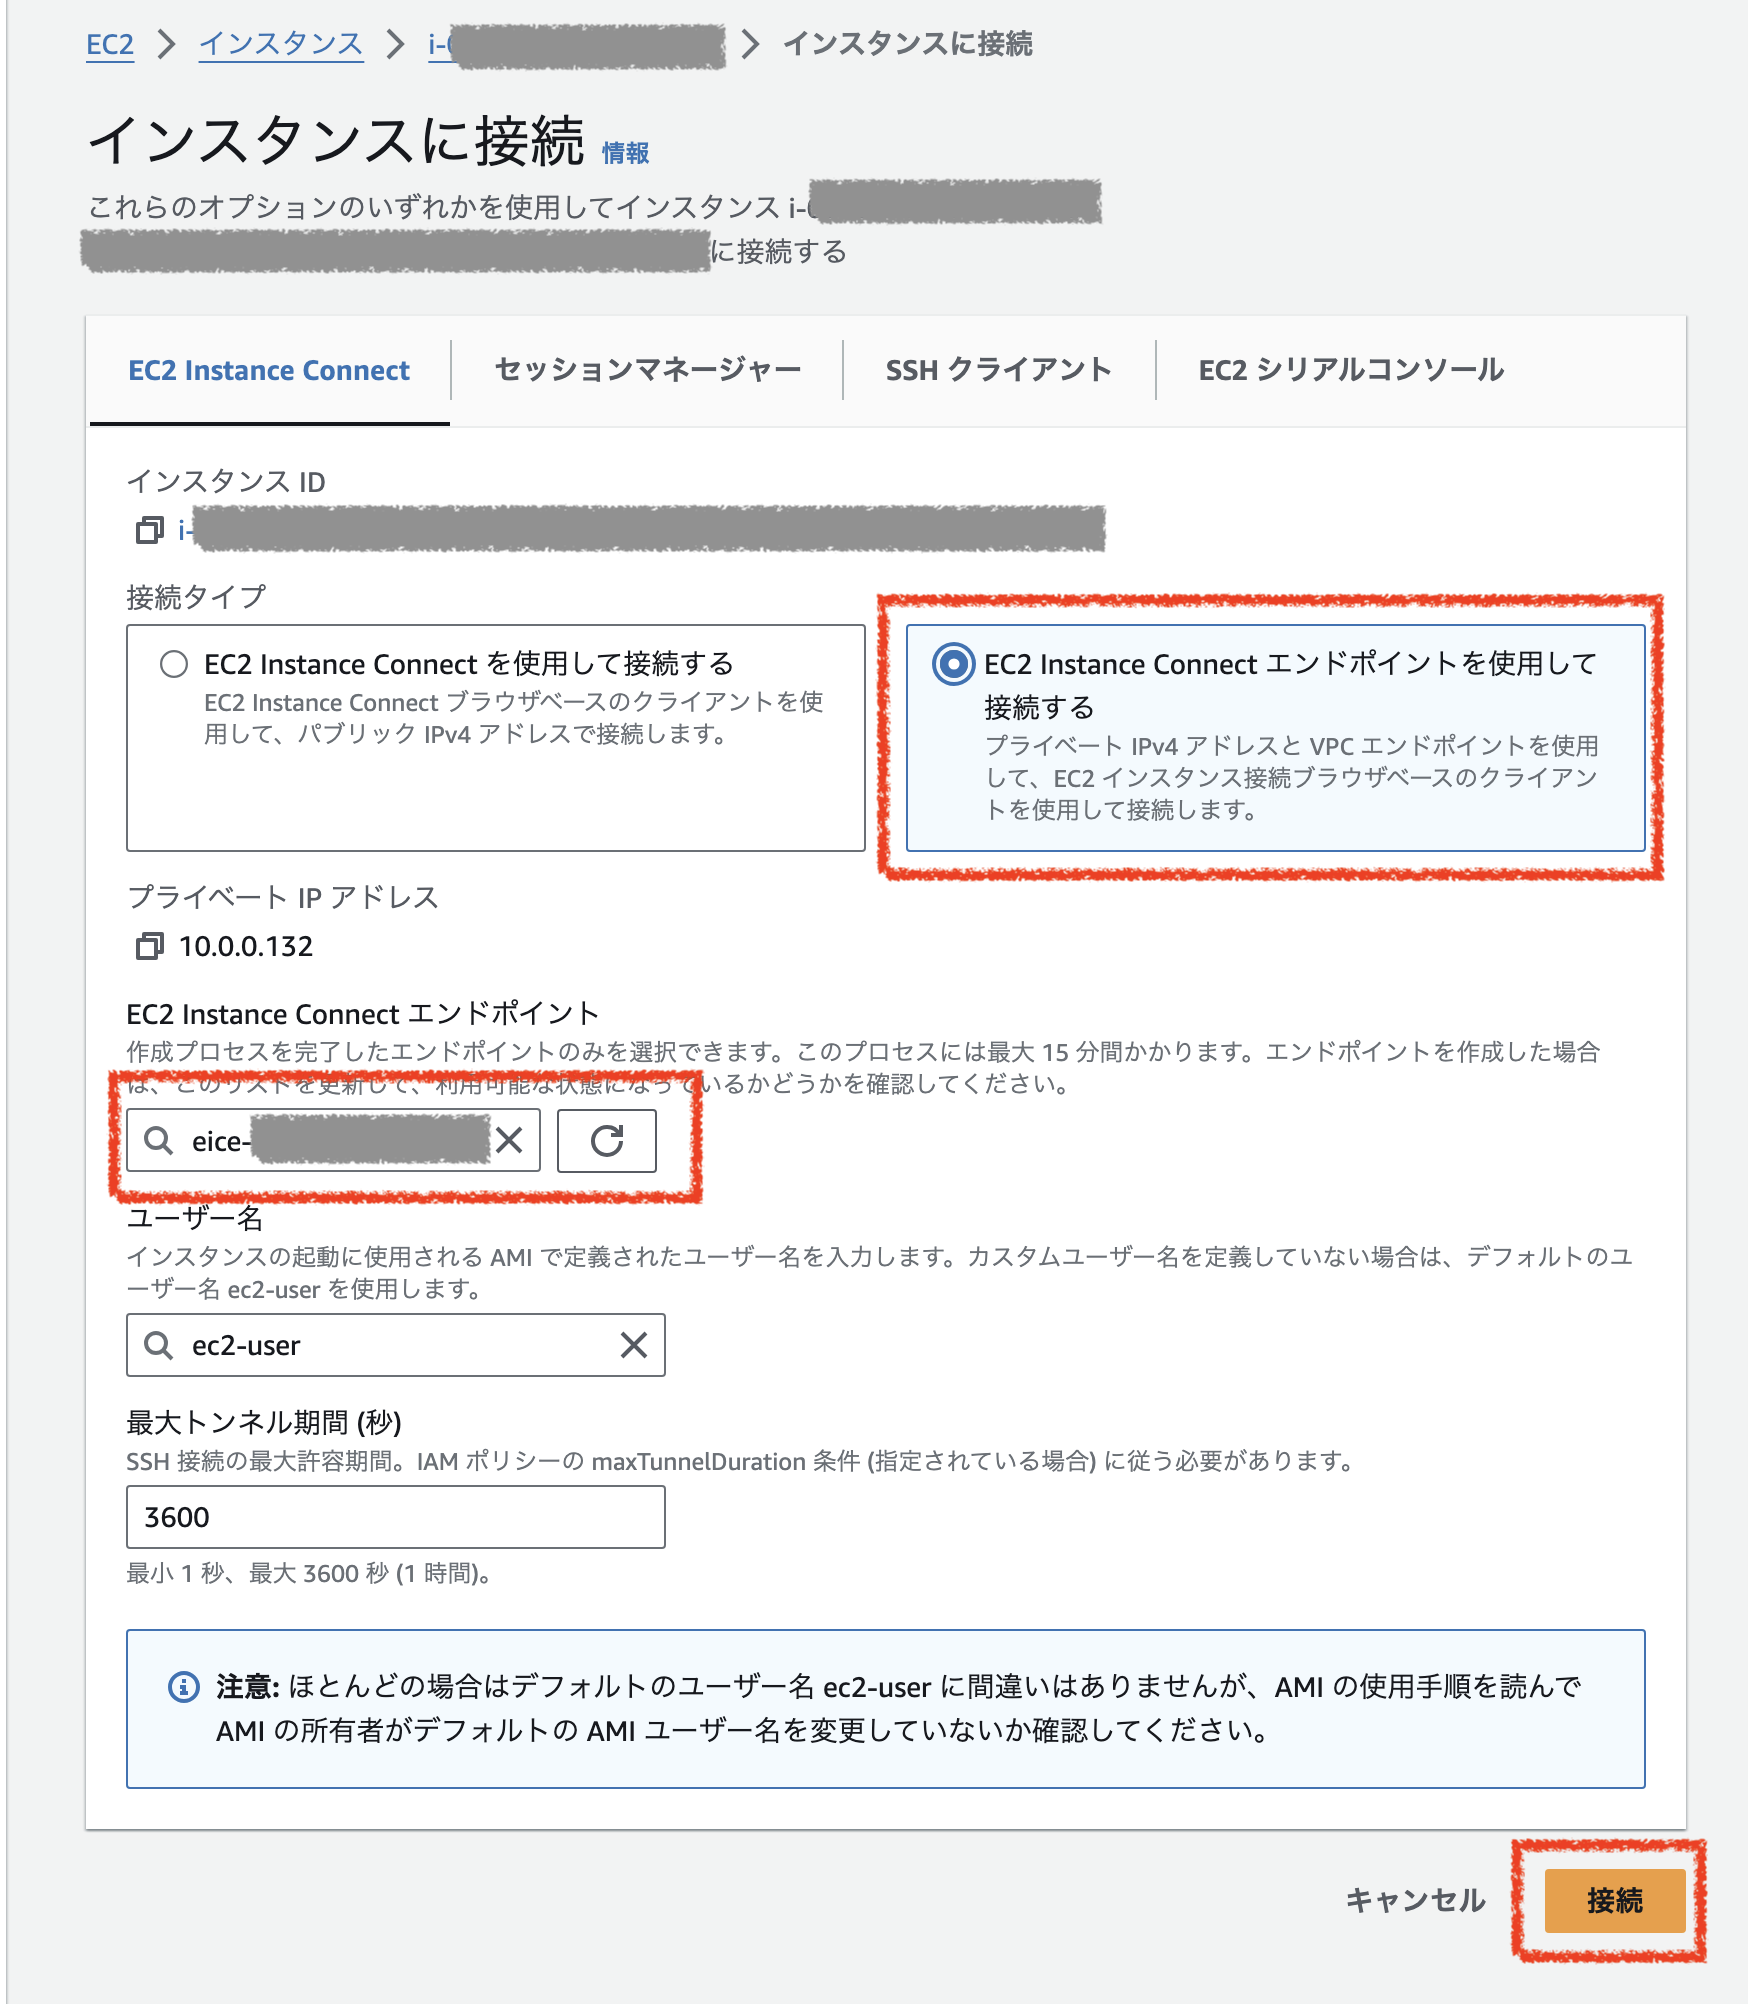 EC2 > インスタンス > i- > インスタンスに接続
インスタンスに接続 情報
これらのオプションのいずれかを使用してインスタンス i-
に接続する
EC2 Instance Connect セッションマネージャー SSH クライアント EC2 シリアルコンソール
インスタンス ID
i-
接続タイプ
EC2 Instance Connect を使用して接続する
EC2 Instance Connect ブラウザベースのクライアントを使
用して、パブリック IPv4 アドレスで接続します。
EC2 Instance Connect エンドポイントを使用して
接続する
プライベート IPv4 アドレスと VPC エンドポイントを使用
して、EC2 インスタンス接続ブラウザベースのクライアン
トを使用して接続します。
プライベート IP アドレス
10.0.0.132
EC2 Instance Connect エンドポイント
作成プロセスを完了したエンドポイントのみを選択できます。このプロセスには最大 15 分間かかります。エンドポイントを作成した場合
は、このリストを更新して、利用可能な状態になっているかどうかを確認してください。
eice-
ユーザー名
インスタンスの起動に使用される AMI で定義されたユーザー名を入力します。カスタムユーザー名を定義していない場合は、デフォルトのユ
ーザー名 ec2-user を使用します。
ec2-user
最大トンネル期間 (秒)
SSH 接続の最大許容期間。IAM ポリシーの maxTunnelDuration 条件 (指定されている場合) に従う必要があります。
3600
最小 1 秒、最大 3600 秒 (1 時間)。
注意: ほとんどの場合はデフォルトのユーザー名 ec2-user に間違いはありませんが、AMI の使用手順を読んで
AMI の所有者がデフォルトの AMI ユーザー名を変更していないか確認してください。
キャンセル 接続